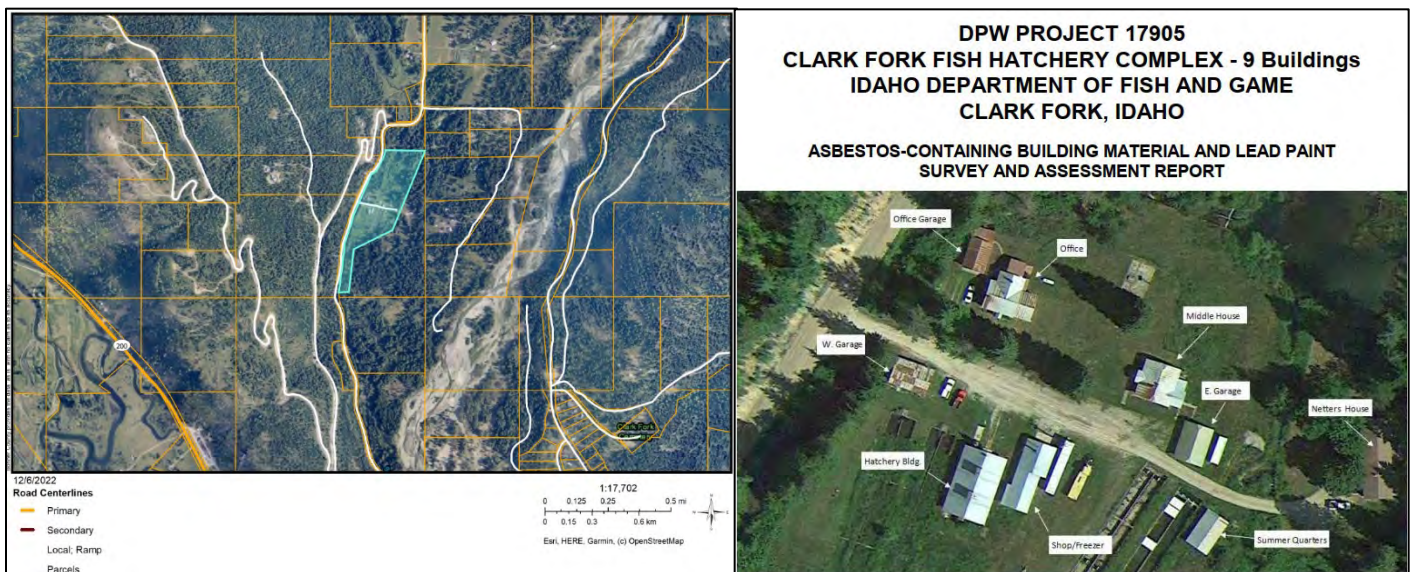 200
Clark Fork
12/6/2022
Road Centerlines
Primary
Secondary
Local; Ramp
Parcels
1:17,702
0 0.125 0.25 0.5 mi
0 0.15 0.3 0.6 km
Esri, HERE, Garmin, (c) OpenStreetMap
DPW PROJECT 17905
CLARK FORK FISH HATCHERY COMPLEX - 9 Buildings
IDAHO DEPARTMENT OF FISH AND GAME
CLARK FORK, IDAHO
ASBESTOS-CONTAINING BUILDING MATERIAL AND LEAD PAINT
SURVEY AND ASSESSMENT REPORT
Office Garage
Office
Middle House
W. Garage
E. Garage
Netters House
Hatchery Bldg.
Shop/Freezer
Summer Quarters